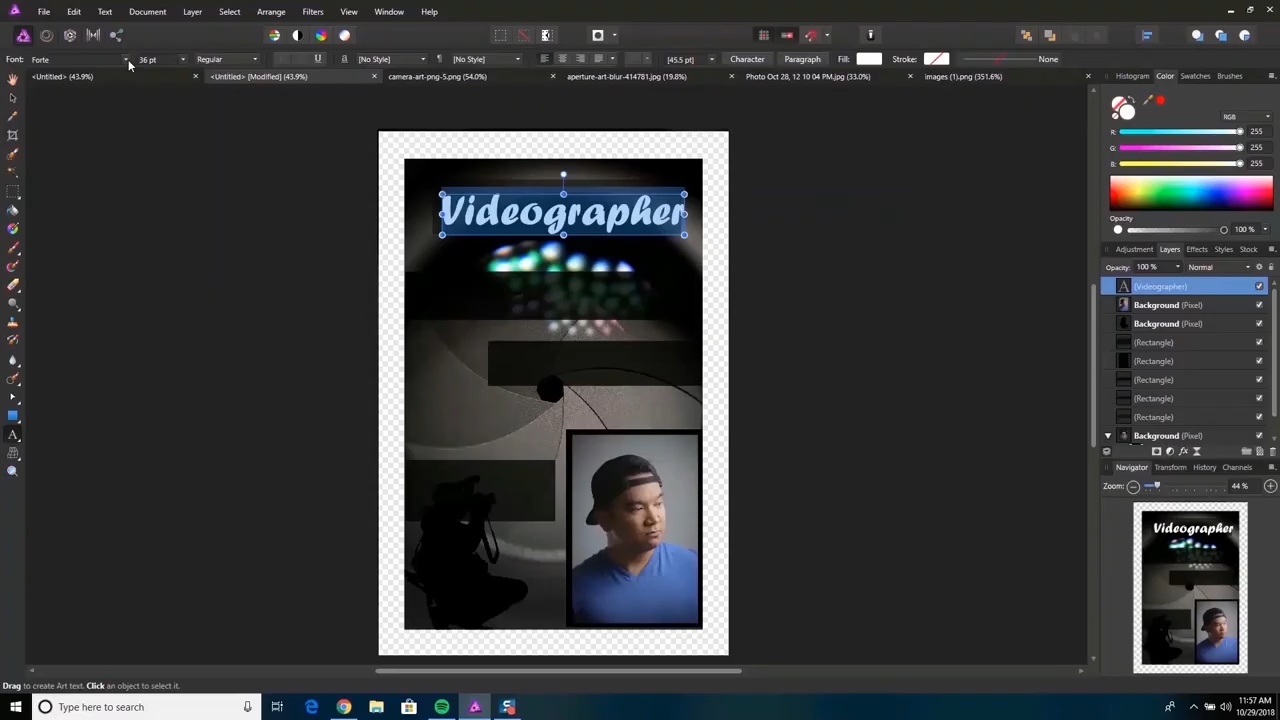 File Edit Text Document Layer Select Arrange Filters View Window Help
Font: Forte 36 pt Regular U [No Style] [No Style] [45.5 pt] Character Paragraph Fill: Stroke: None
<Untitled> (43.9%) <Untitled> [Modified] (43.9%) camera-art-png-5.png (54.0%) aperture-art-blur-414781.jpg (19.8%) Photo Oct 28, 12 10 04 PM.jpg (33.0%) images (1).png (351.6%)
Histogram Color Swatches Brushes
RGB
R: 255
G: 255
B: 255
Opacity
100 %
Adjustment Layers Effects Styles Stock
Opacity: 100 % Normal
(Videographer)
Background (Pixel)
Background (Pixel)
(Rectangle)
(Rectangle)
(Rectangle)
(Rectangle)
(Rectangle)
Background (Pixel)
Navigator Transform History Channels
Zoom: 44 %
Videographer
Videographer
Drag to create Art text. Click an object to select it.
Type here to search
11:57 AM
10/29/2018